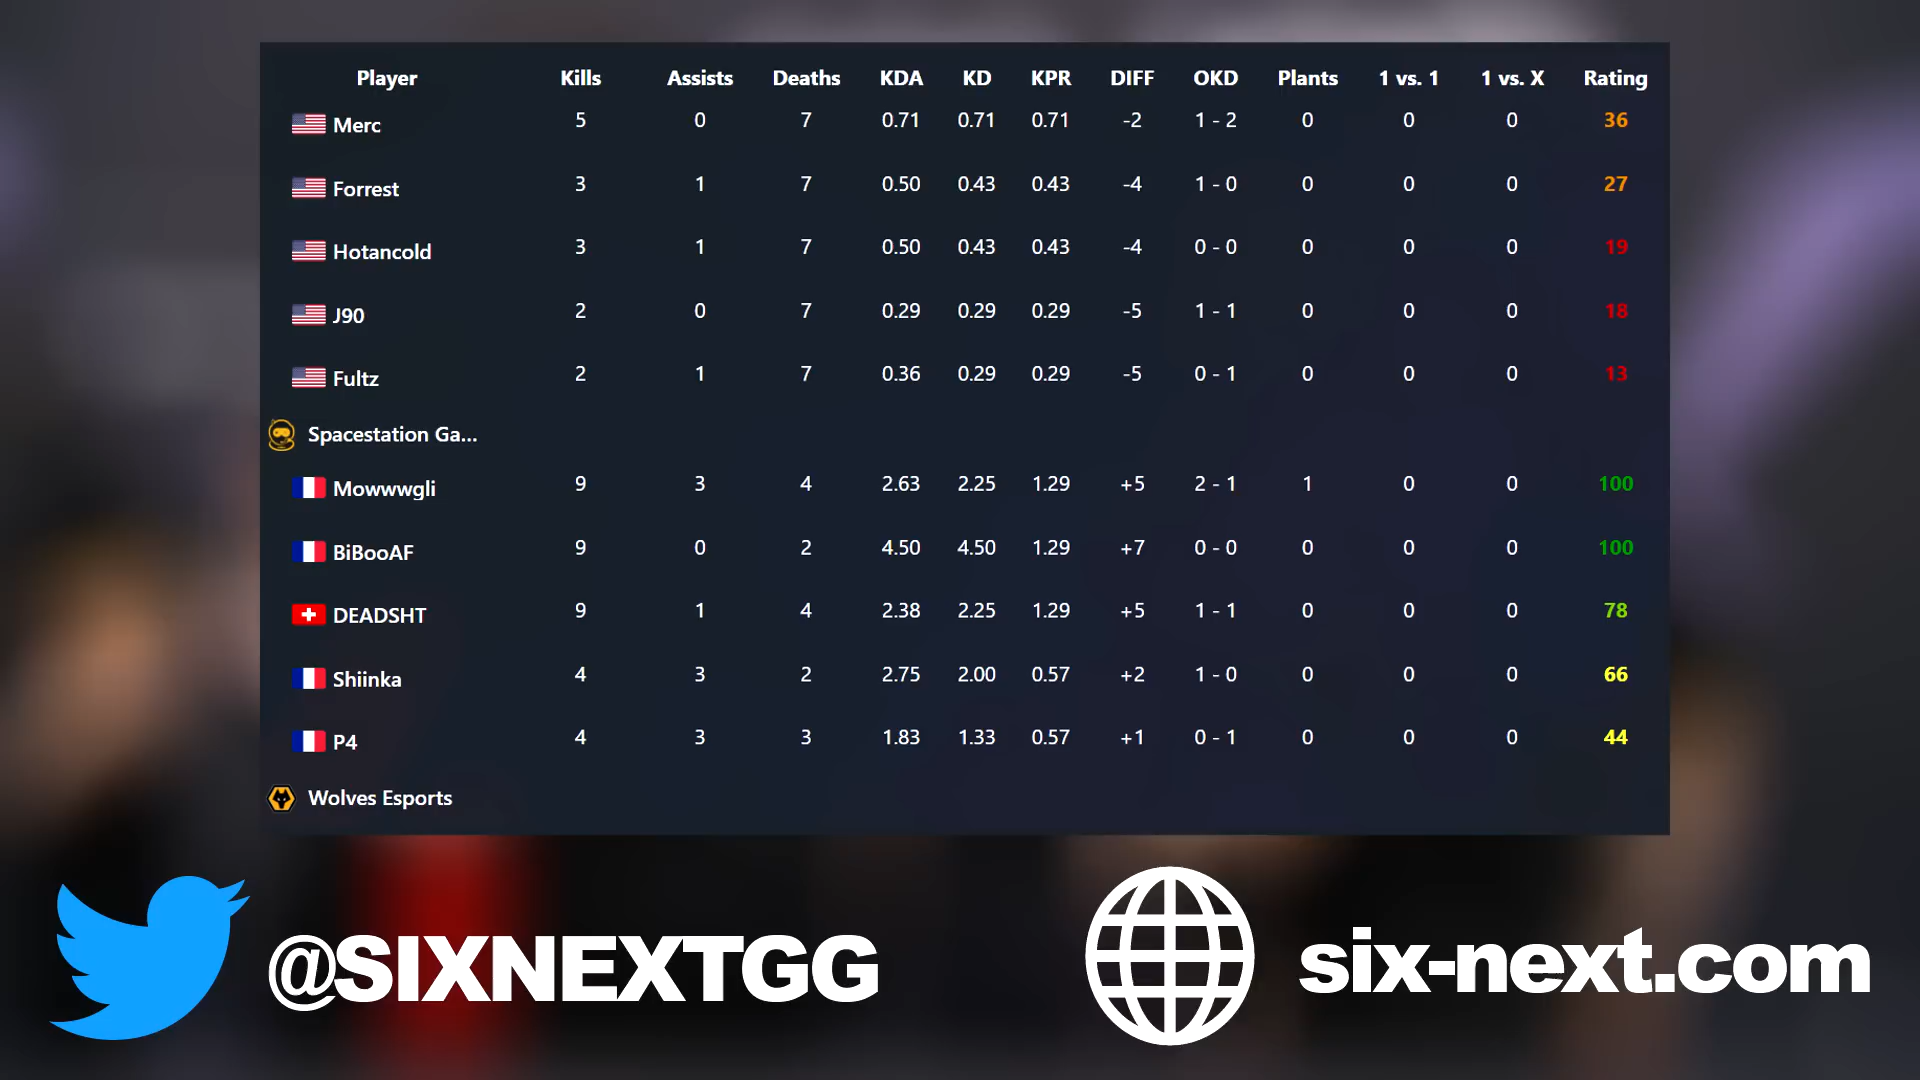 Player Kills Assists Deaths KDA KD KPR DIFF OKD Plants 1 vs. 1 1 vs. X Rating
Merc 5 0 7 0.71 0.71 0.71 -2 1 - 2 0 0 0 36
Forrest 3 1 7 0.50 0.43 0.43 -4 1 - 0 0 0 0 27
Hotancold 3 1 7 0.50 0.43 0.43 -4 0 - 0 0 0 0 19
J90 2 0 7 0.29 0.29 0.29 -5 1 - 1 0 0 0 18
Fultz 2 1 7 0.36 0.29 0.29 -5 0 - 1 0 0 0 13
Spacestation Ga...
Mowwwgli 9 3 4 2.63 2.25 1.29 +5 2 - 1 1 0 0 100
BiBooAF 9 0 2 4.50 4.50 1.29 +7 0 - 0 0 0 0 100
DEADSHT 9 1 4 2.38 2.25 1.29 +5 1 - 1 0 0 0 78
Shiinka 4 3 2 2.75 2.00 0.57 +2 1 - 0 0 0 0 66
P4 4 3 3 1.83 1.33 0.57 +1 0 - 1 0 0 0 44
Wolves Esports
@SIXNEXTGG
six-next.com